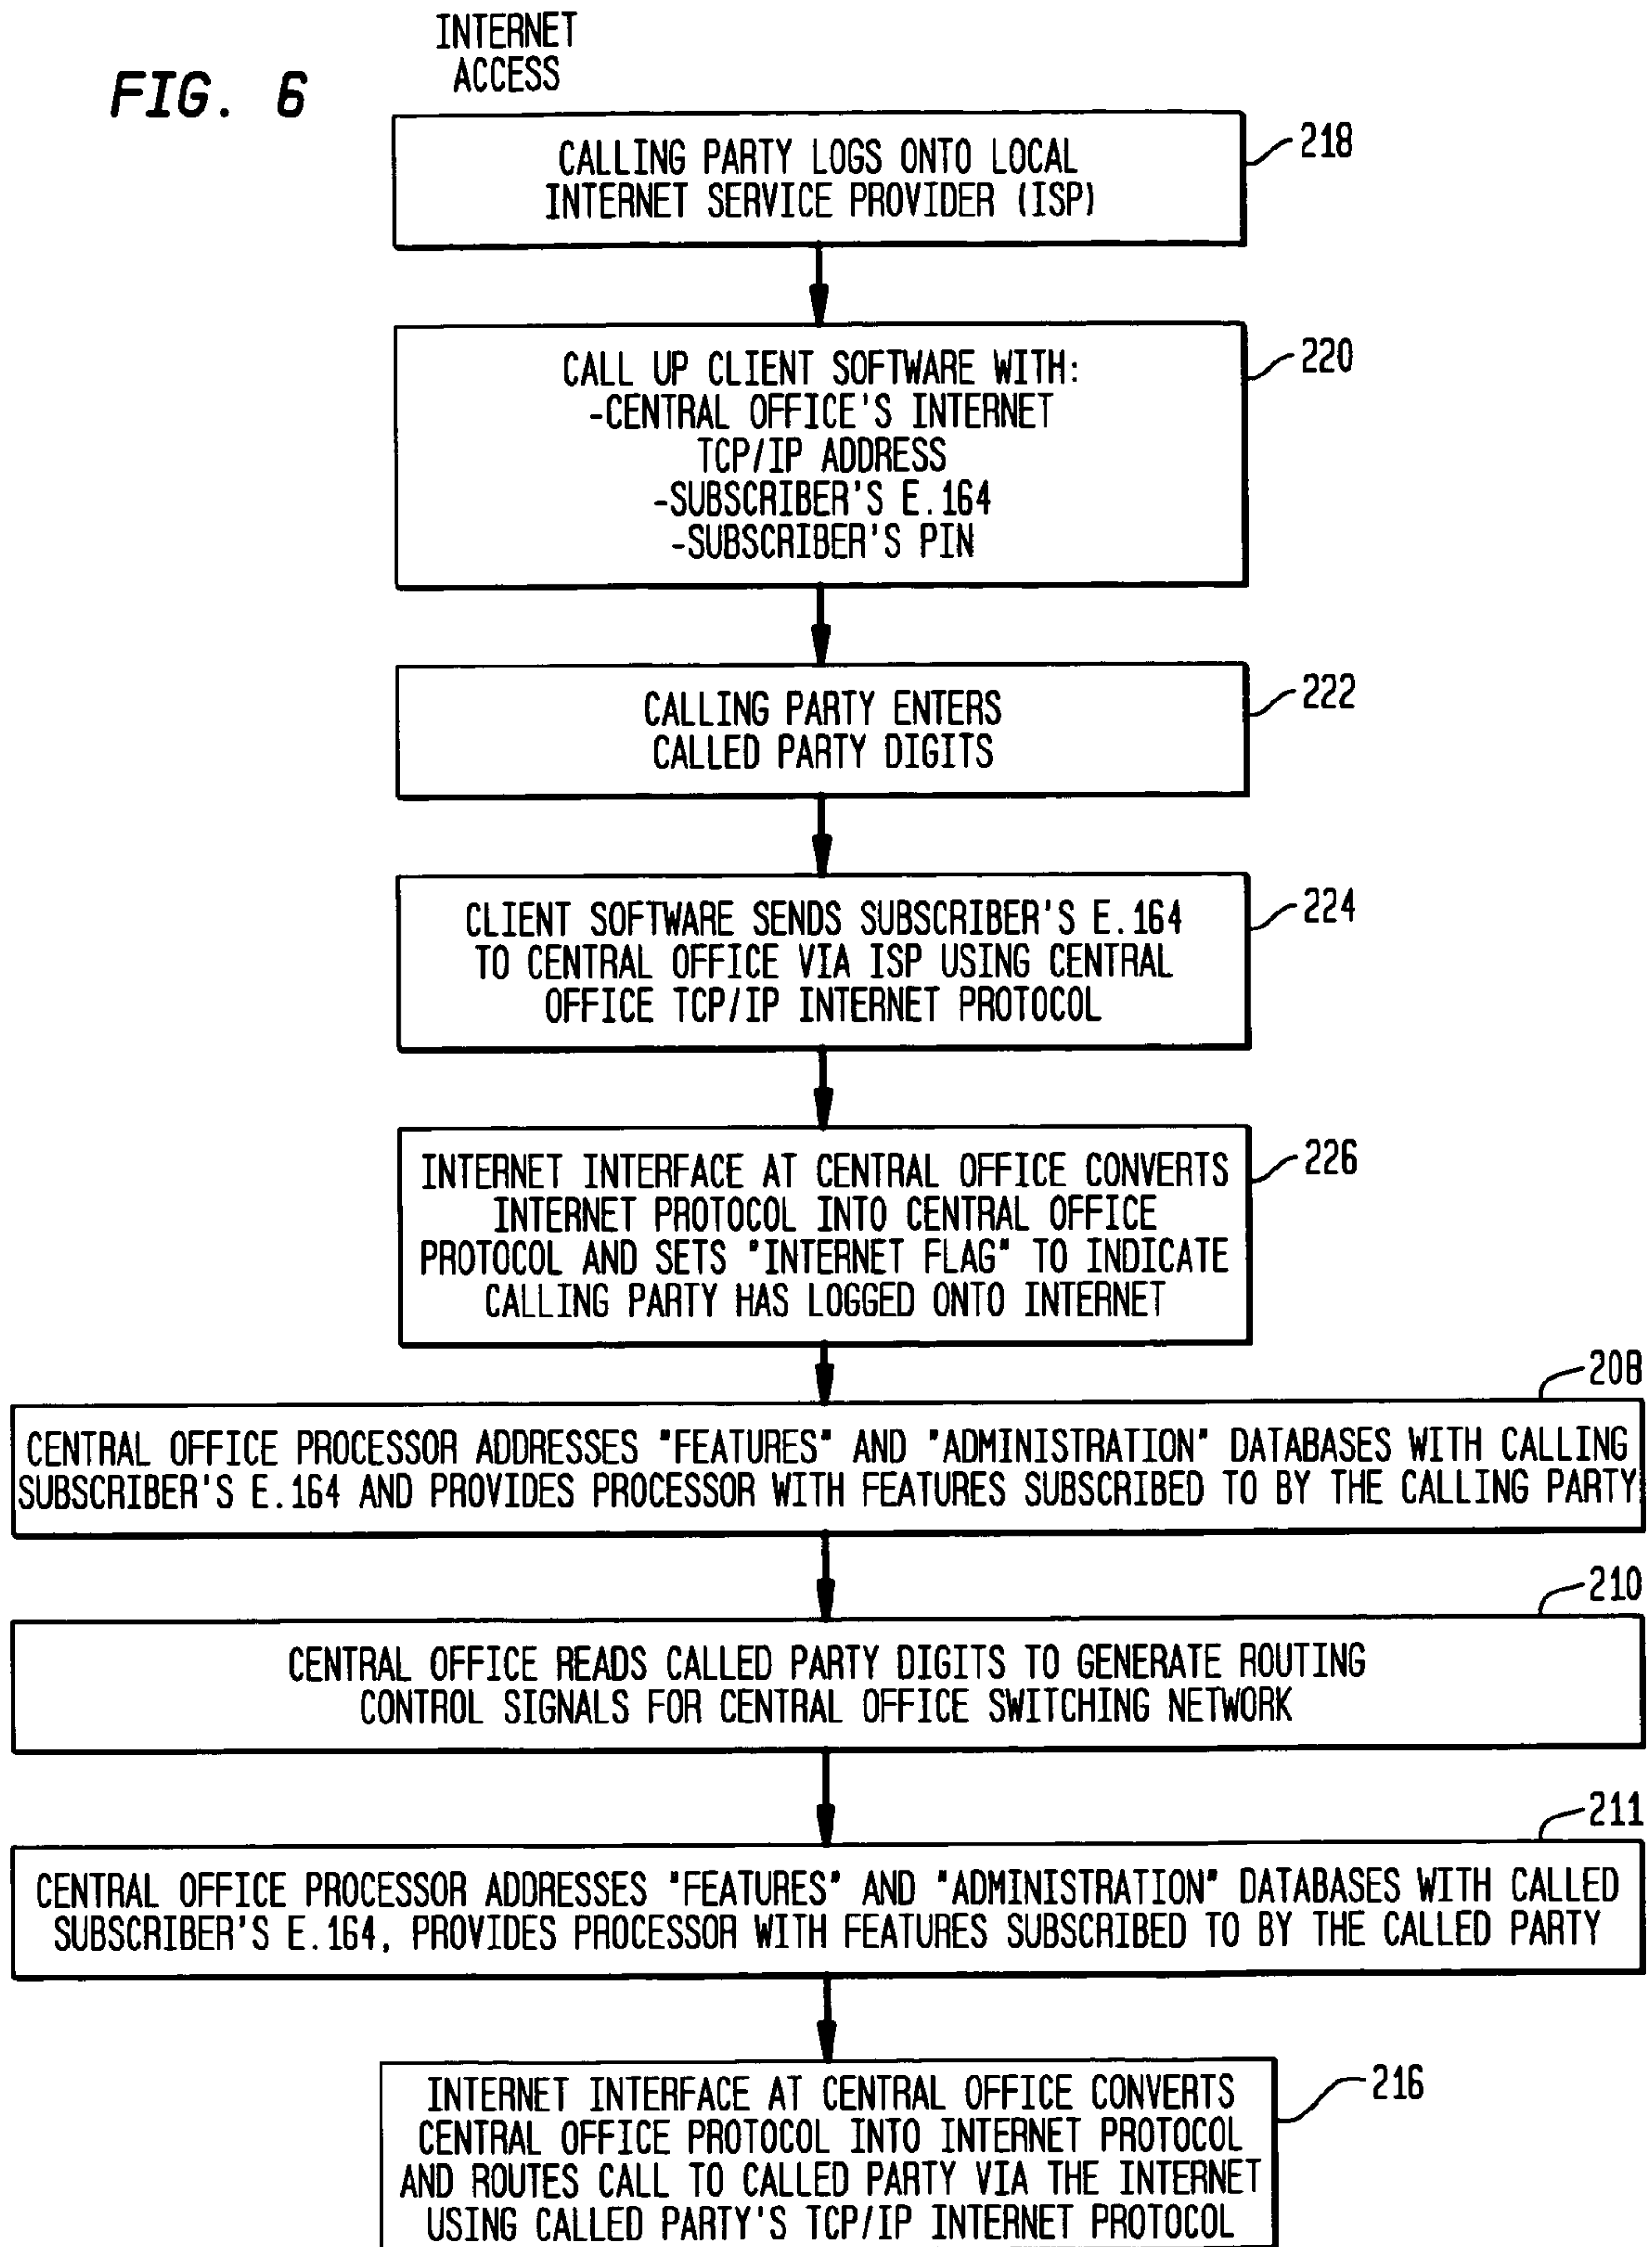 INTERNET
ACCESS
FIG. 6
CALLING PARTY LOGS ONTO LOCAL
INTERNET SERVICE PROVIDER (ISP)
218
CALL UP CLIENT SOFTWARE WITH:
-CENTRAL OFFICE'S INTERNET
TCP/IP ADDRESS
-SUBSCRIBER'S E.164
-SUBSCRIBER'S PIN
220
CALLING PARTY ENTERS
CALLED PARTY DIGITS
222
CLIENT SOFTWARE SENDS SUBSCRIBER'S E.164
TO CENTRAL OFFICE VIA ISP USING CENTRAL
OFFICE TCP/IP INTERNET PROTOCOL
224
INTERNET INTERFACE AT CENTRAL OFFICE CONVERTS
INTERNET PROTOCOL INTO CENTRAL OFFICE
PROTOCOL AND SETS "INTERNET FLAG" TO INDICATE
CALLING PARTY HAS LOGGED ONTO INTERNET
226
208
CENTRAL OFFICE PROCESSOR ADDRESSES "FEATURES" AND "ADMINISTRATION" DATABASES WITH CALLING
SUBSCRIBER'S E.164 AND PROVIDES PROCESSOR WITH FEATURES SUBSCRIBED TO BY THE CALLING PARTY
210
CENTRAL OFFICE READS CALLED PARTY DIGITS TO GENERATE ROUTING
CONTROL SIGNALS FOR CENTRAL OFFICE SWITCHING NETWORK
211
CENTRAL OFFICE PROCESSOR ADDRESSES "FEATURES" AND "ADMINISTRATION" DATABASES WITH CALLED
SUBSCRIBER'S E.164, PROVIDES PROCESSOR WITH FEATURES SUBSCRIBED TO BY THE CALLED PARTY
INTERNET INTERFACE AT CENTRAL OFFICE CONVERTS
CENTRAL OFFICE PROTOCOL INTO INTERNET PROTOCOL
AND ROUTES CALL TO CALLED PARTY VIA THE INTERNET
USING CALLED PARTY'S TCP/IP INTERNET PROTOCOL
216